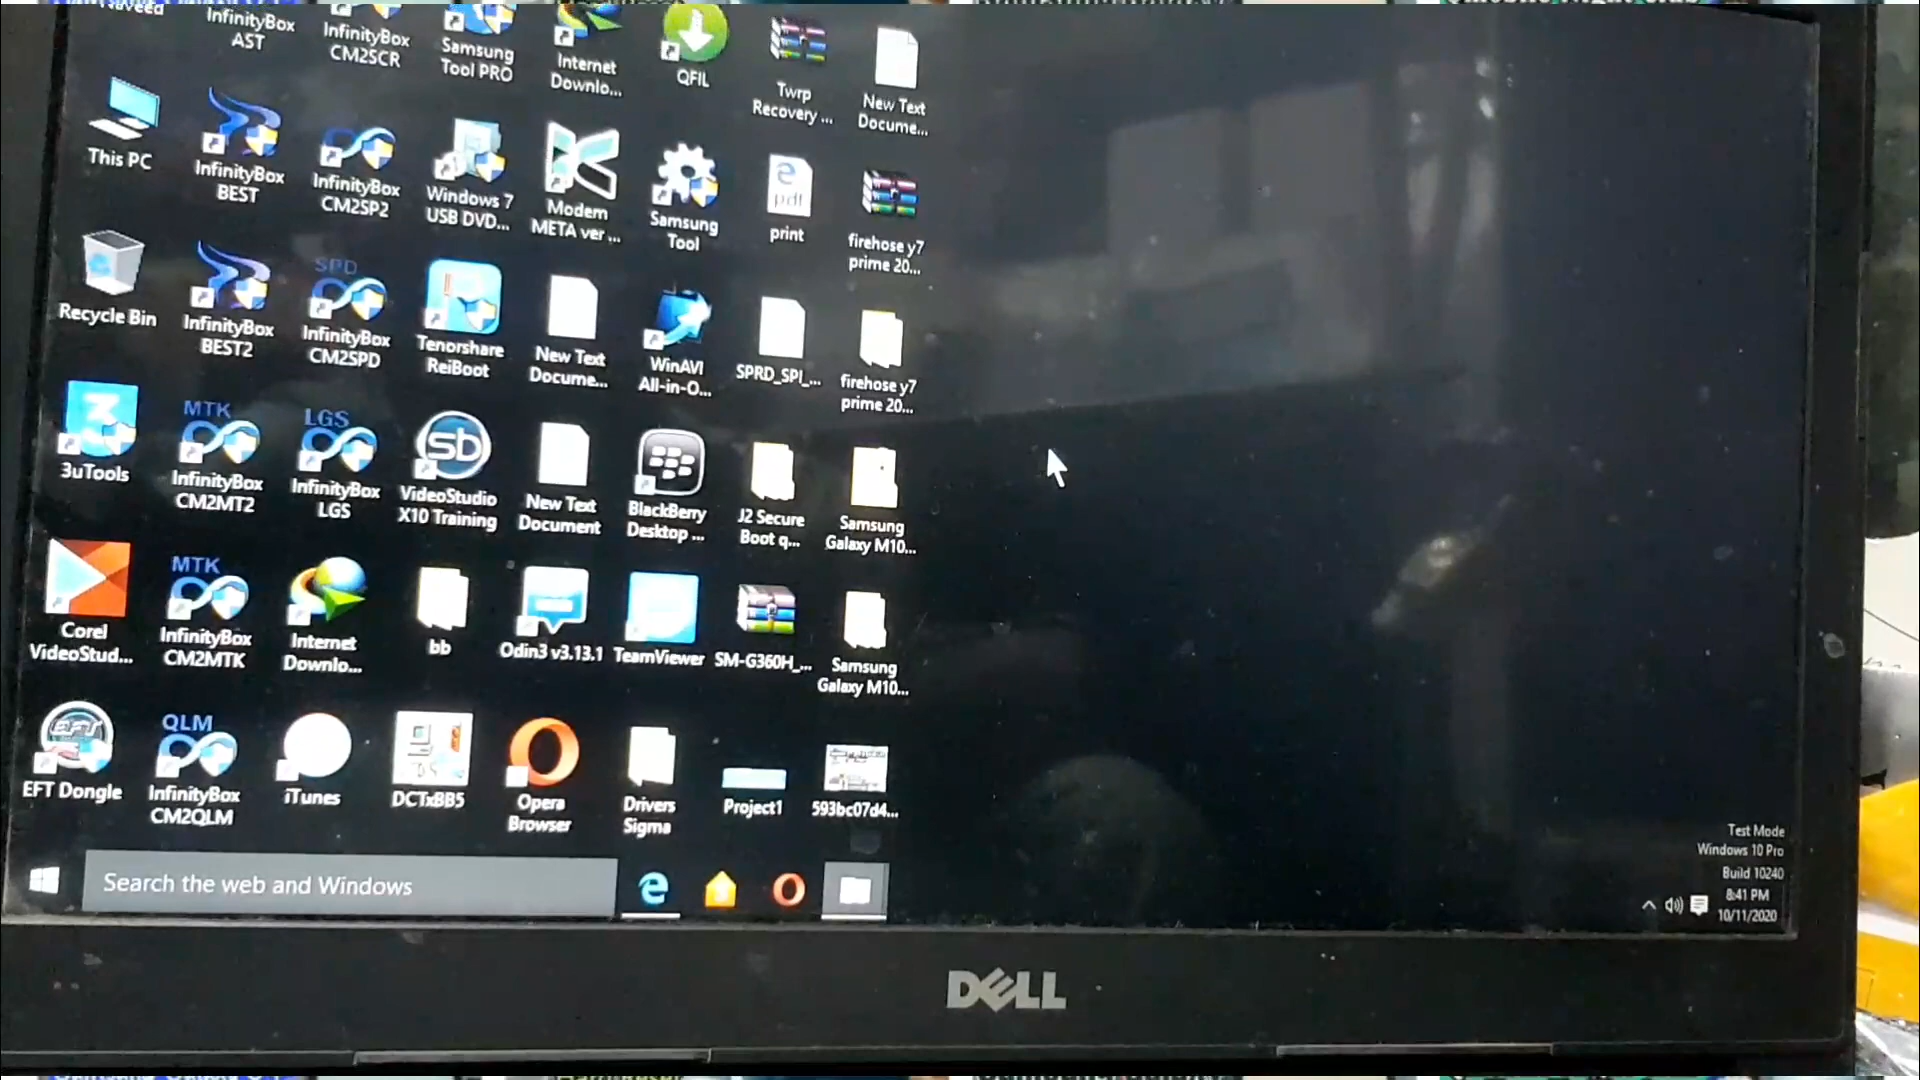 InfinityBox
AST
InfinityBox
CM2SCR
Samsung
Tool PRO
Internet
Downlo...
QFIL
Twrp
Recovery ...
New Text
Docume...
This PC
InfinityBox
BEST
InfinityBox
CM2SP2
Windows 7
USB DVD...
Modem
META ver ...
Samsung
Tool
pdf
print
firehose y7
prime 20...
Recycle Bin
InfinityBox
BEST2
SPD
InfinityBox
CM2SPD
Tenorshare
ReiBoot
New Text
Docume...
WinAVI
All-in-O...
SPRD_SPI_...
firehose y7
prime 20...
3uTools
MTK
InfinityBox
CM2MT2
LGS
InfinityBox
LGS
sb
VideoStudio
X10 Training
New Text
Document
BlackBerry
Desktop ...
J2 Secure
Boot q...
Samsung
Galaxy M10...
Corel
VideoStud...
MTK
InfinityBox
CM2MTK
Internet
Downlo...
bb
Odin3 v3.13.1
TeamViewer
SM-G360H_...
Samsung
Galaxy M10...
EFT
EFT Dongle
QLM
InfinityBox
CM2QLM
iTunes
DCTxBB5
Opera
Browser
Drivers
Sigma
Project1
593bc07d4...
Search the web and Windows
Test Mode
Windows 10 Pro
Build 10240
8:41 PM
10/11/2020
DELL